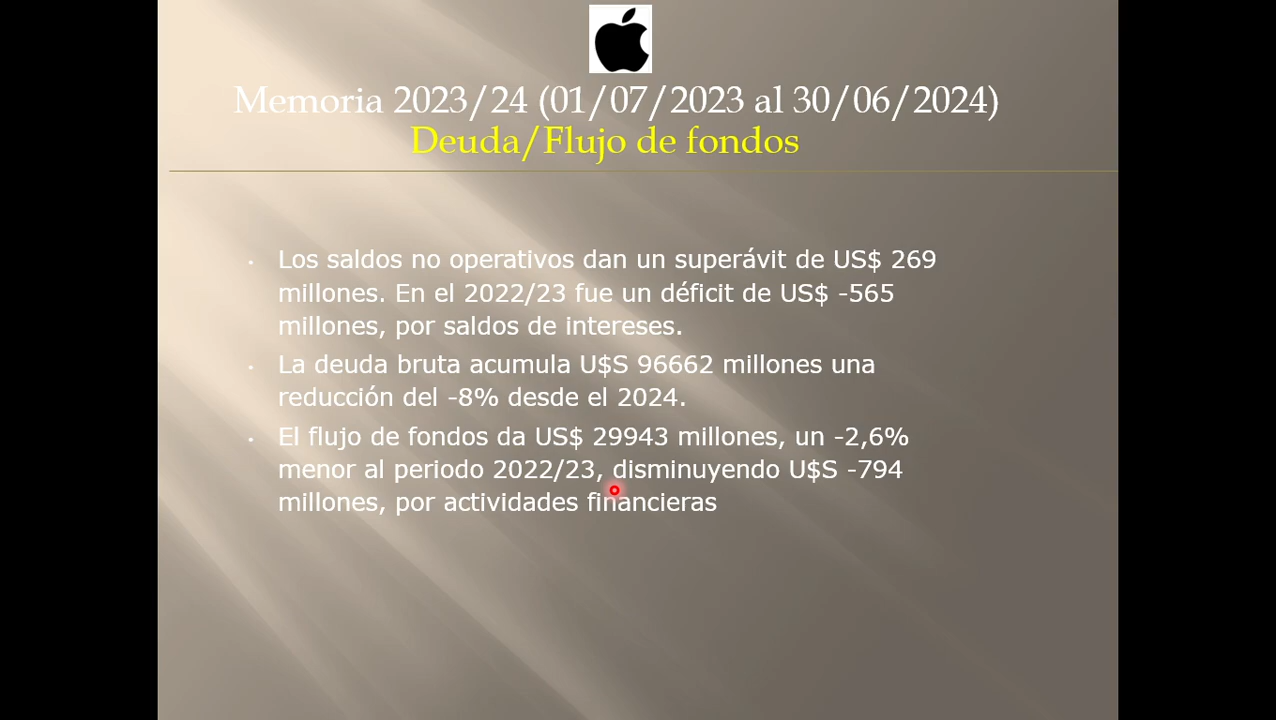 Memoria 2023/24 (01/07/2023 al 30/06/2024)
Deuda/Flujo de fondos
• Los saldos no operativos dan un superávit de US$ 269
millones. En el 2022/23 fue un déficit de US$ -565
millones, por saldos de intereses.
• La deuda bruta acumula U$S 96662 millones una
reducción del -8% desde el 2024.
• El flujo de fondos da US$ 29943 millones, un -2,6%
menor al periodo 2022/23, disminuyendo U$S -794
millones, por actividades financieras